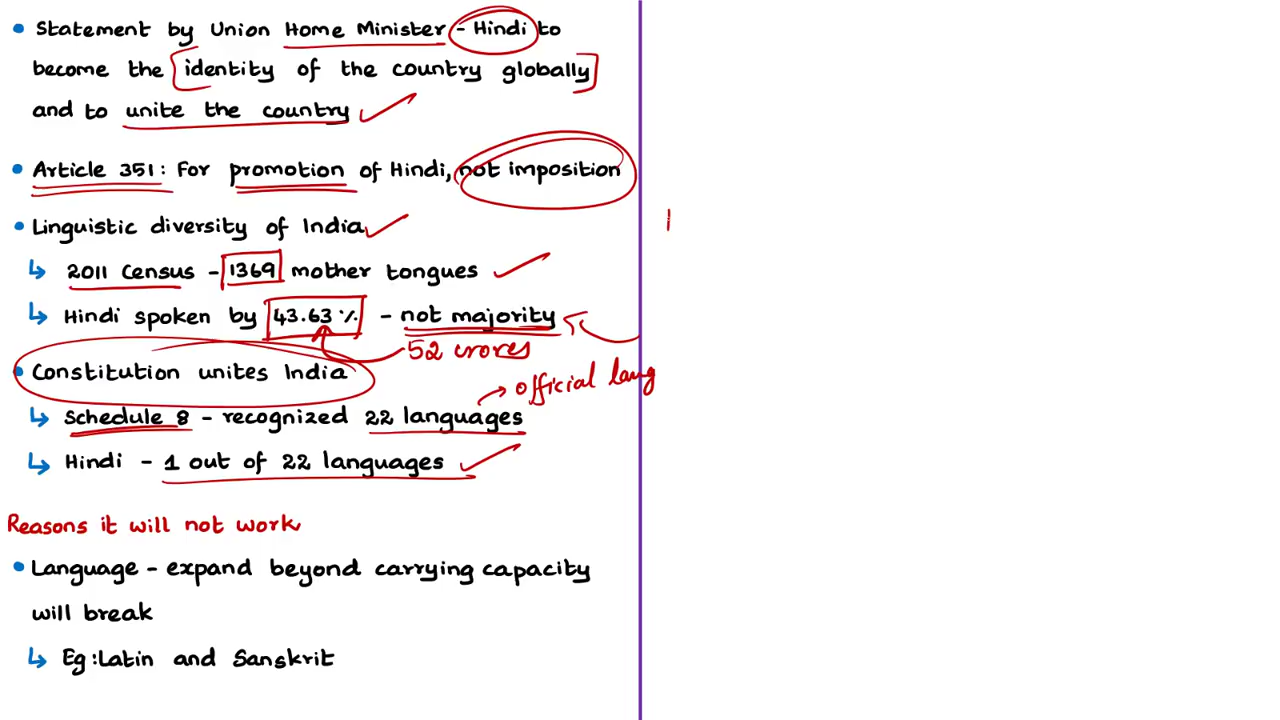 • Statement by Union Home Minister - Hindi to
become the identity of the country globally
and to unite the country
• Article 351: For promotion of Hindi, not imposition
• Linguistic diversity of India
↳ 2011 Census - 1369 mother tongues
↳ Hindi spoken by 43.63 % - not majority
52 crores
• Constitution unites India
official lang
↳ Schedule 8 - recognized 22 languages
↳ Hindi - 1 out of 22 languages
Reasons it will not work
• Language - expand beyond carrying capacity
will break
↳ Eg: Latin and Sanskrit